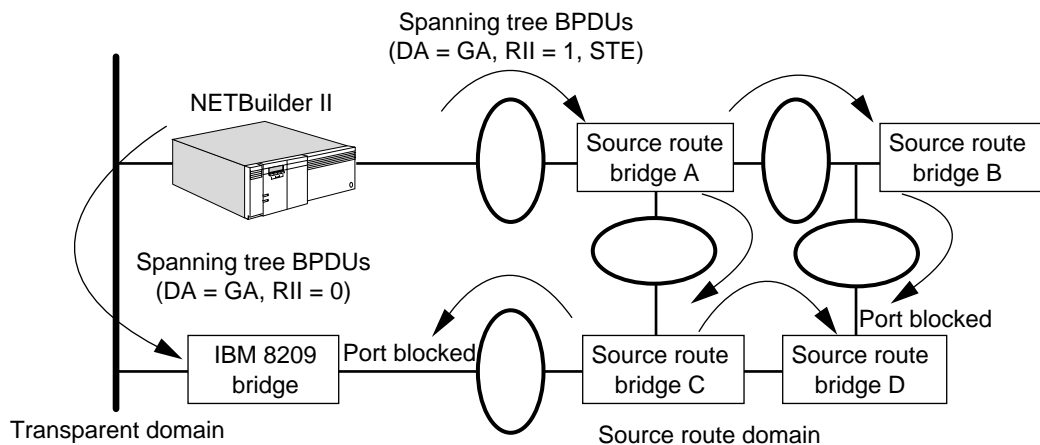 Spanning tree BPDUs
(DA = GA, RII = 1, STE)
NETBuilder II
Source route
bridge A
Source route
bridge B
Spanning tree BPDUs
(DA = GA, RII = 0)
Port blocked
IBM 8209
bridge
Port blocked
Source route
bridge C
Source route
bridge D
Transparent domain
Source route domain